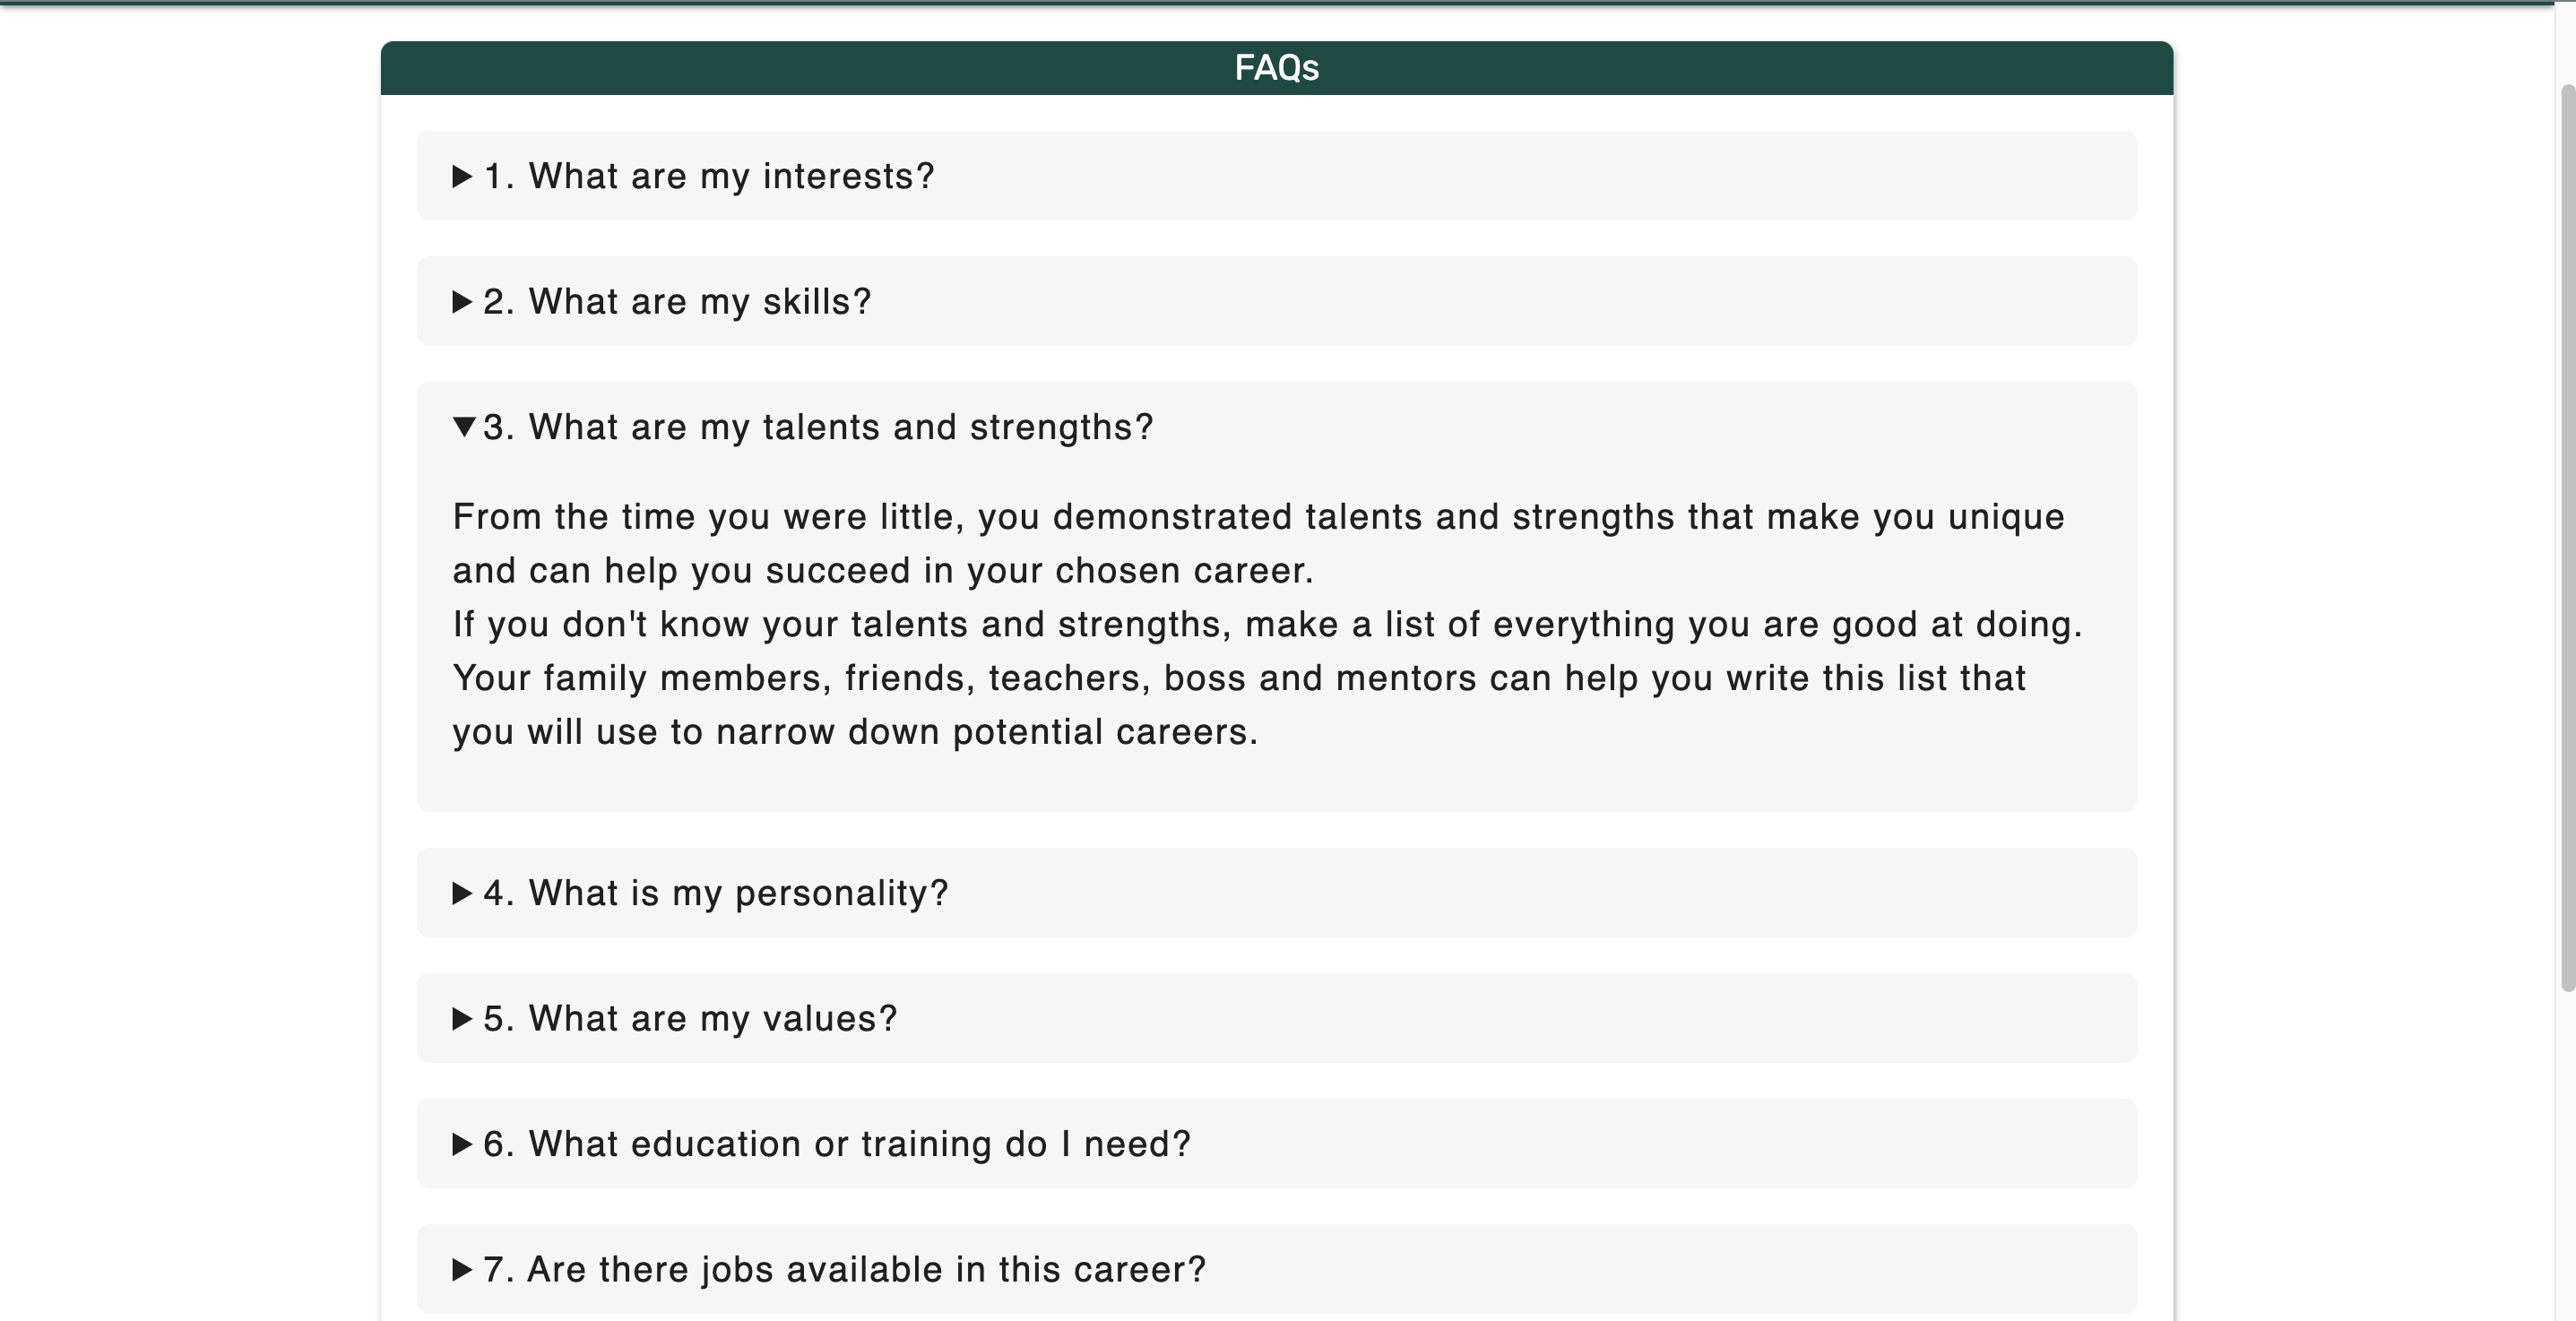 FAQs
▶ 1. What are my interests?
▶ 2. What are my skills?
▼ 3. What are my talents and strengths?
From the time you were little, you demonstrated talents and strengths that make you unique
and can help you succeed in your chosen career.
If you don't know your talents and strengths, make a list of everything you are good at doing.
Your family members, friends, teachers, boss and mentors can help you write this list that
you will use to narrow down potential careers.
▶ 4. What is my personality?
▶ 5. What are my values?
▶ 6. What education or training do I need?
▶ 7. Are there jobs available in this career?